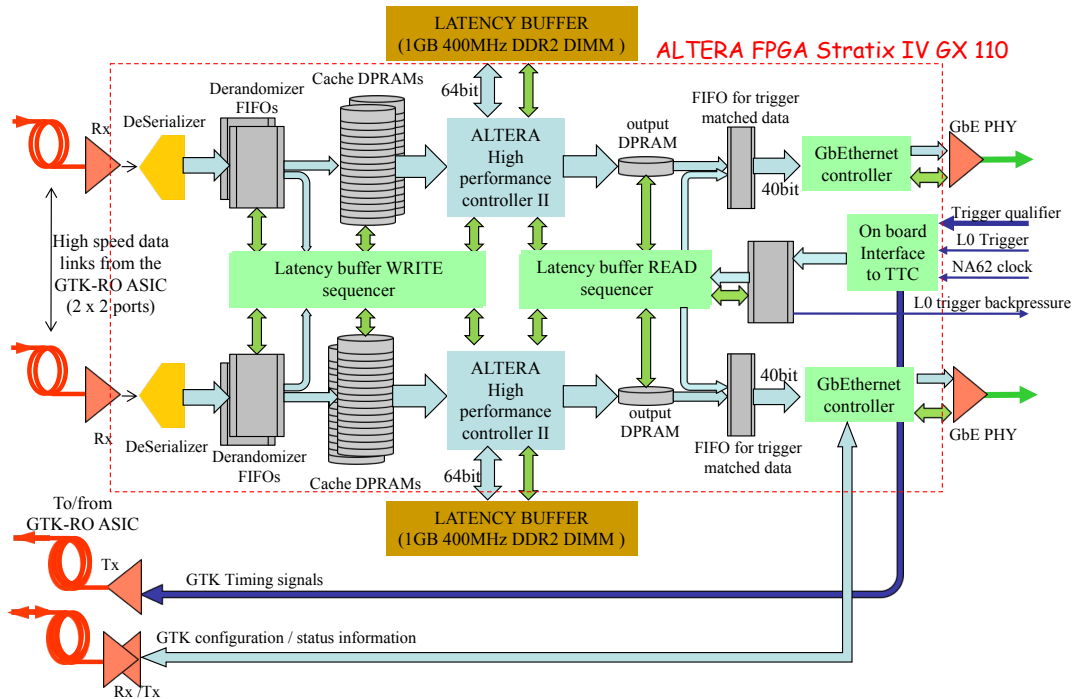 LATENCY BUFFER
(1GB 400MHz DDR2 DIMM )
ALTERA FPGA Stratix IV GX 110
Cache DPRAMs
64bit
Derandomizer
FIFOs
DeSerializer
Rx
ALTERA
High
performance
controller II
output
DPRAM
FIFO for trigger
matched data
40bit
GbEthernet
controller
GbE PHY
High speed data
links from the
GTK-RO ASIC
(2 x 2 ports)
Latency buffer WRITE
sequencer
Latency buffer READ
sequencer
On board
Interface
to TTC
Trigger qualifier
L0 Trigger
NA62 clock
L0 trigger backpressure
Rx
DeSerializer
Derandomizer
FIFOs
Cache DPRAMs
ALTERA
High
performance
controller II
64bit
output
DPRAM
FIFO for trigger
matched data
40bit
GbEthernet
controller
GbE PHY
LATENCY BUFFER
(1GB 400MHz DDR2 DIMM )
To/from
GTK-RO ASIC
Tx
GTK Timing signals
GTK configuration / status information
Rx /Tx